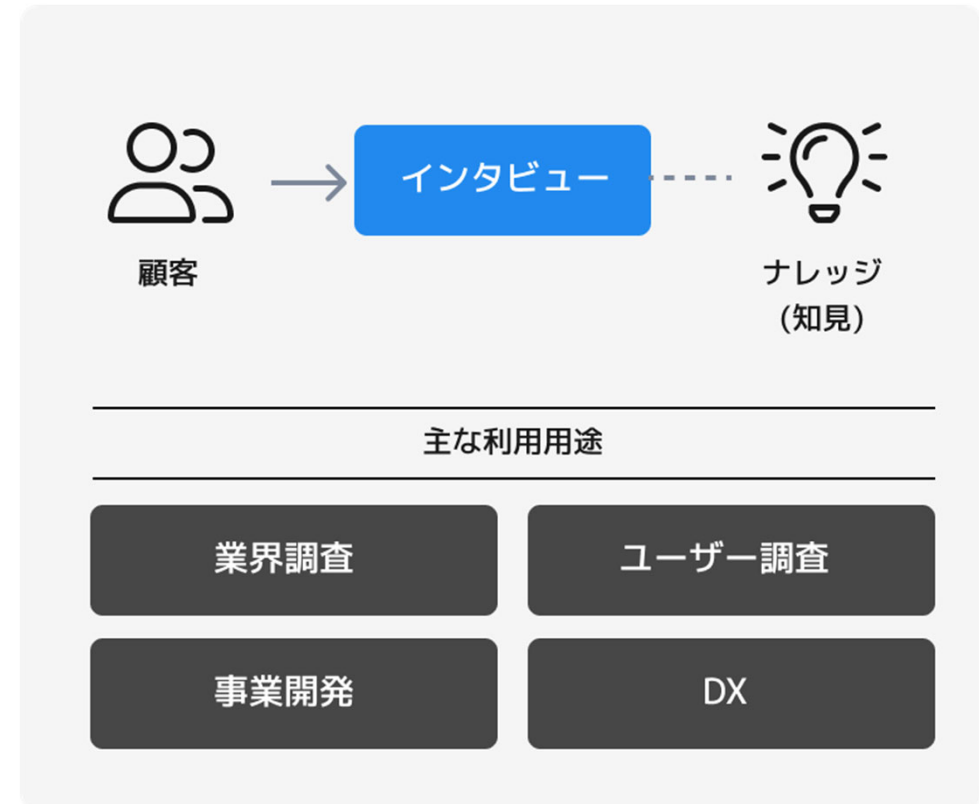 インタビュー
顧客
ナレッジ
(知見)
主な利用用途
業界調査
ユーザー調査
事業開発
DX